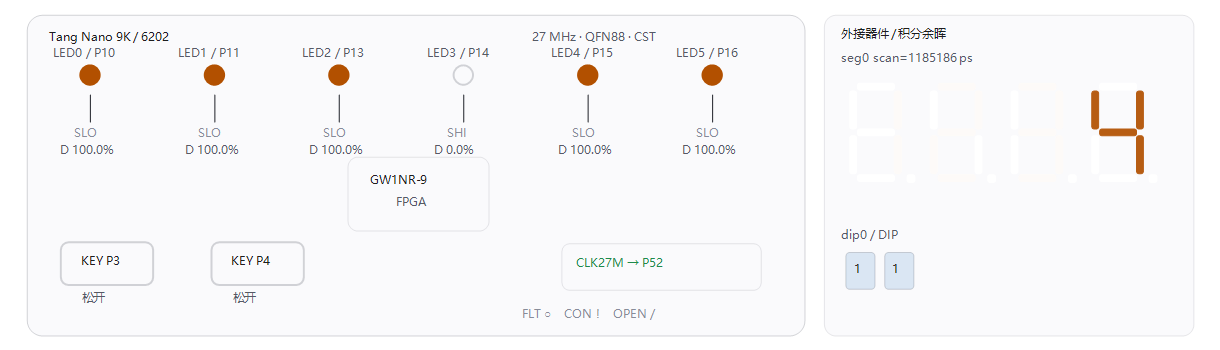 Tang Nano 9K / 6202
27 MHz · QFN88 · CST
LED0 / P10
LED1 / P11
LED2 / P13
LED3 / P14
LED4 / P15
LED5 / P16
SLO
SLO
SLO
SHI
SLO
SLO
D 100.0%
D 100.0%
D 100.0%
D 0.0%
D 100.0%
D 100.0%
GW1NR-9
FPGA
KEY P3
KEY P4
松开
松开
CLK27M → P52
FLT ○ CON ! OPEN /
外接器件 / 积分余晖
seg0 scan=1185186 ps
4
dip0 / DIP
1 1